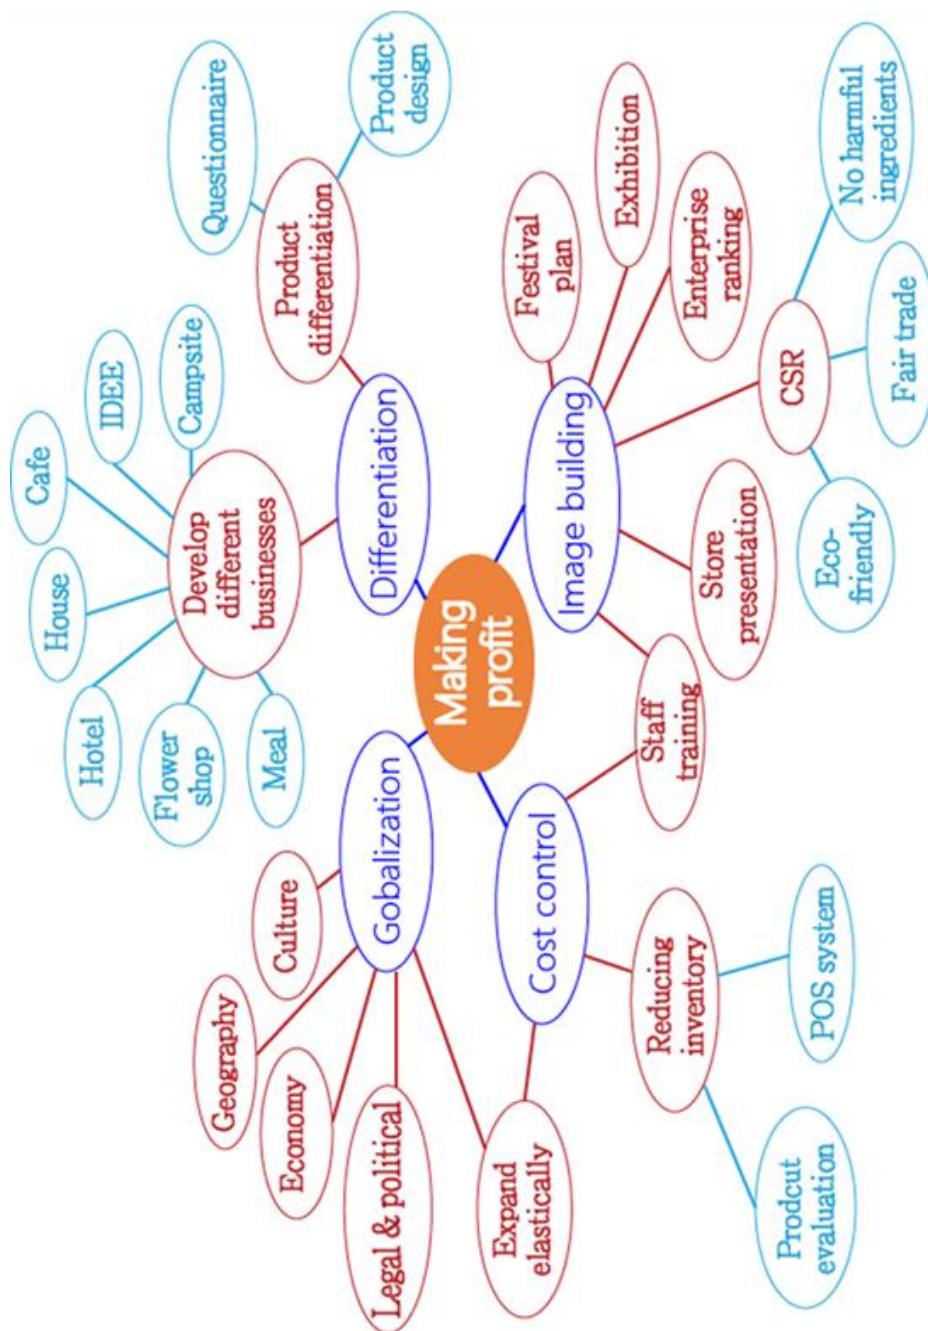 Making
profit
Gobalization
Culture
Geography
Economy
Legal & political
Expand
elastically
Differentiation
Develop
different
businesses
Meal
Flower
shop
Hotel
House
Cafe
IDEE
Campsite
Product
differentiation
Questionnaire
Product
design
Cost control
Reducing
inventory
Prodcut
evaluation
POS system
Staff
training
Image building
Store
presentation
CSR
Eco-
friendly
Fair trade
No harmful
ingredients
Enterprise
ranking
Exhibition
Festival
plan